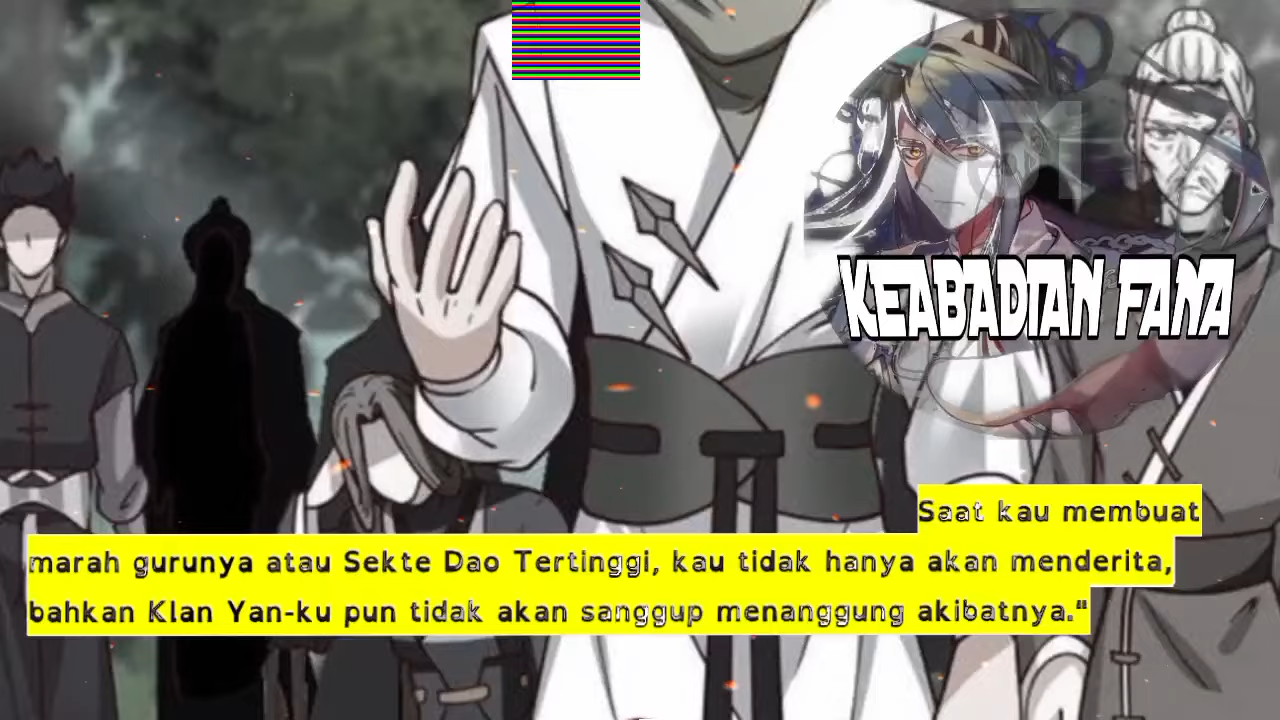 KEABADIAN FANA
Saat kau membuat
marah gurunya atau Sekte Dao Tertinggi, kau tidak hanya akan menderita,
bahkan Klan Yan-ku pun tidak akan sanggup menanggung akibatnya."